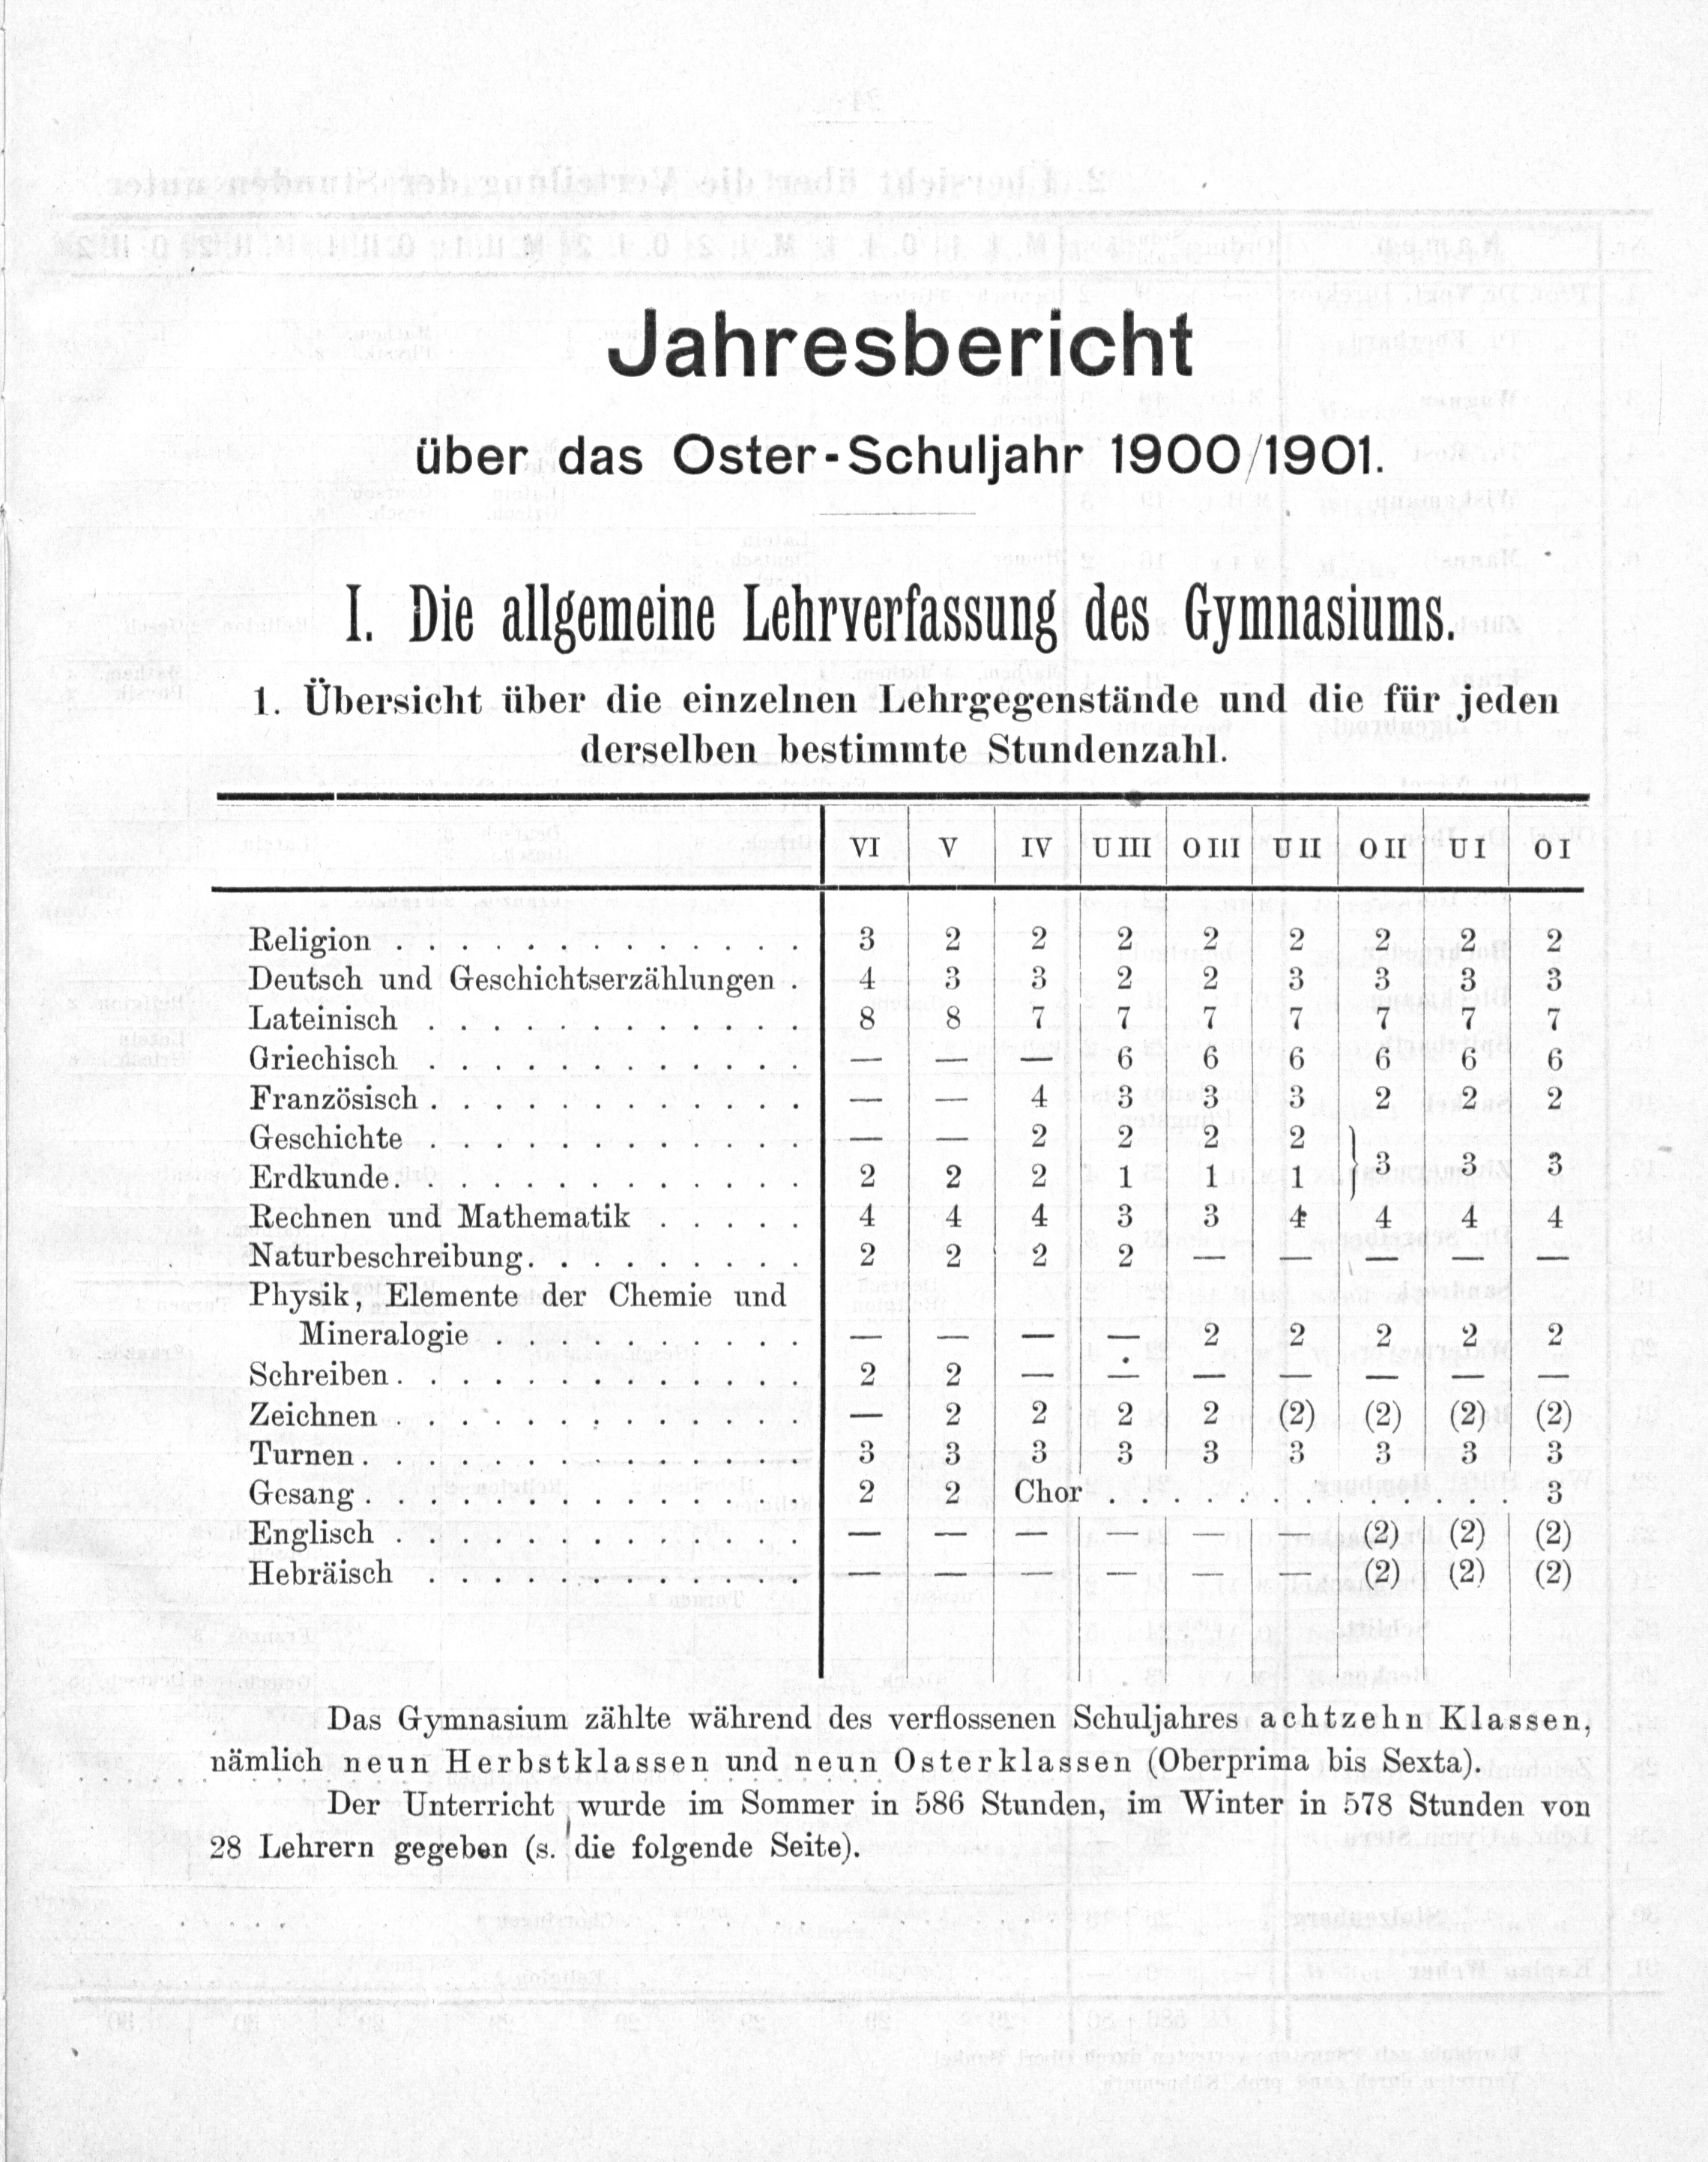 Jahresbericht
über das Oster-Schuljahr 1900/1901.
I. Die allgemeine Lehrverfassung des Gymnasiums.
1. Übersicht über die einzelnen Lehrgegenstände und die für jeden
derselben bestimmte Stundenzahl.
VI V IV U III O III U II O II U I O I
Religion . . . . . . . . . . . . . 3 2 2 2 2 2 2 2 2
Deutsch und Geschichtserzählungen . 4 3 3 2 2 3 3 3 3
Lateinisch . . . . . . . . . . . . 8 8 7 7 7 7 7 7 7
Griechisch . . . . . . . . . . . . — — — 6 6 6 6 6 6
Französisch . . . . . . . . . . . . — — 4 3 3 3 2 2 2
Geschichte . . . . . . . . . . . . — — 2 2 2 2 } 3 3 3
Erdkunde . . . . . . . . . . . . . 2 2 2 1 1 1
Rechnen und Mathematik . . . . . 4 4 4 3 3 4 4 4 4
Naturbeschreibung . . . . . . . . . 2 2 2 2 — — — — —
Physik, Elemente der Chemie und
Mineralogie . . . . . . . . . . — — — — 2 2 2 2 2
Schreiben . . . . . . . . . . . . . 2 2 — — — — — — —
Zeichnen . . . . . . . . . . . . . — 2 2 2 2 (2) (2) (2) (2)
Turnen . . . . . . . . . . . . . . 3 3 3 3 3 3 3 3 3
Gesang . . . . . . . . . . . . . . 2 2 Chor . . . . . . . . . . . . . 3
Englisch . . . . . . . . . . . . . — — — — — — (2) (2) (2)
Hebräisch . . . . . . . . . . . . — — — — — — (2) (2) (2)
Das Gymnasium zählte während des verflossenen Schuljahres achtzehn Klassen,
nämlich neun Herbstklassen und neun Osterklassen (Oberprima bis Sexta).
Der Unterricht wurde im Sommer in 586 Stunden, im Winter in 578 Stunden von
28 Lehrern gegeben (s. die folgende Seite).